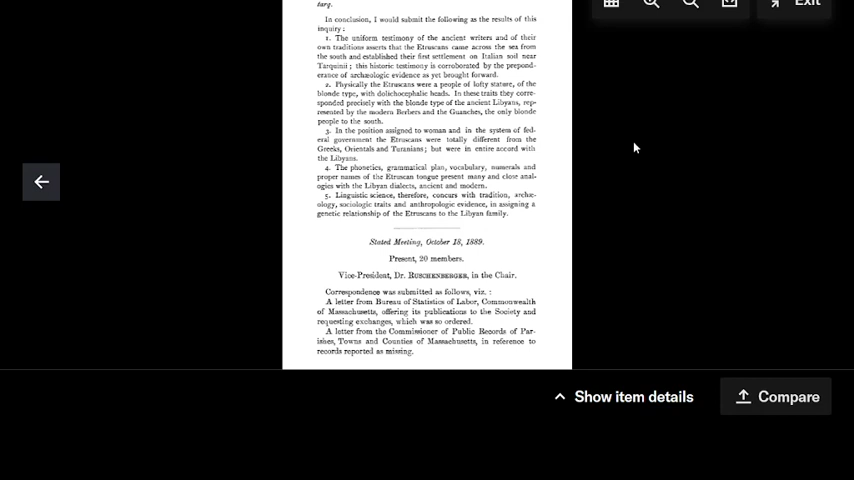 targ.
Exit
In conclusion, I would submit the following as the results of this
inquiry:
1. The uniform testimony of the ancient writers and of their
own traditions asserts that the Etruscans came across the sea from
the south and established their first settlement on Italian soil near
Tarquinii; this historic testimony is corroborated by the prepond-
erance of archæologic evidence as yet brought forward.
2. Physically the Etruscans were a people of lofty stature, of the
blonde type, with dolichocephalic heads. In these traits they corre-
sponded precisely with the blonde type of the ancient Libyans, rep-
resented by the modern Berbers and the Guanches, the only blonde
people to the south.
3. In the position assigned to woman and in the system of fed-
eral government the Etruscans were totally different from the
Greeks, Orientals and Turanians; but were in entire accord with
the Libyans.
4. The phonetics, grammatical plan, vocabulary, numerals and
proper names of the Etruscan tongue present many and close anal-
ogies with the Libyan dialects, ancient and modern.
5. Linguistic science, therefore, concurs with tradition, archæ-
ology, sociologic traits and anthropologic evidence, in assigning a
genetic relationship of the Etruscans to the Libyan family.
Stated Meeting, October 18, 1889.
Present, 20 members.
Vice-President, Dr. RUSCHENBERGER, in the Chair.
Correspondence was submitted as follows, viz. :
A letter from Bureau of Statistics of Labor, Commonwealth
of Massachusetts, offering its publications to the Society and
requesting exchanges, which was so ordered.
A letter from the Commissioner of Public Records of Par-
ishes, Towns and Counties of Massachusetts, in reference to
records reported as missing.
Show item details
Compare